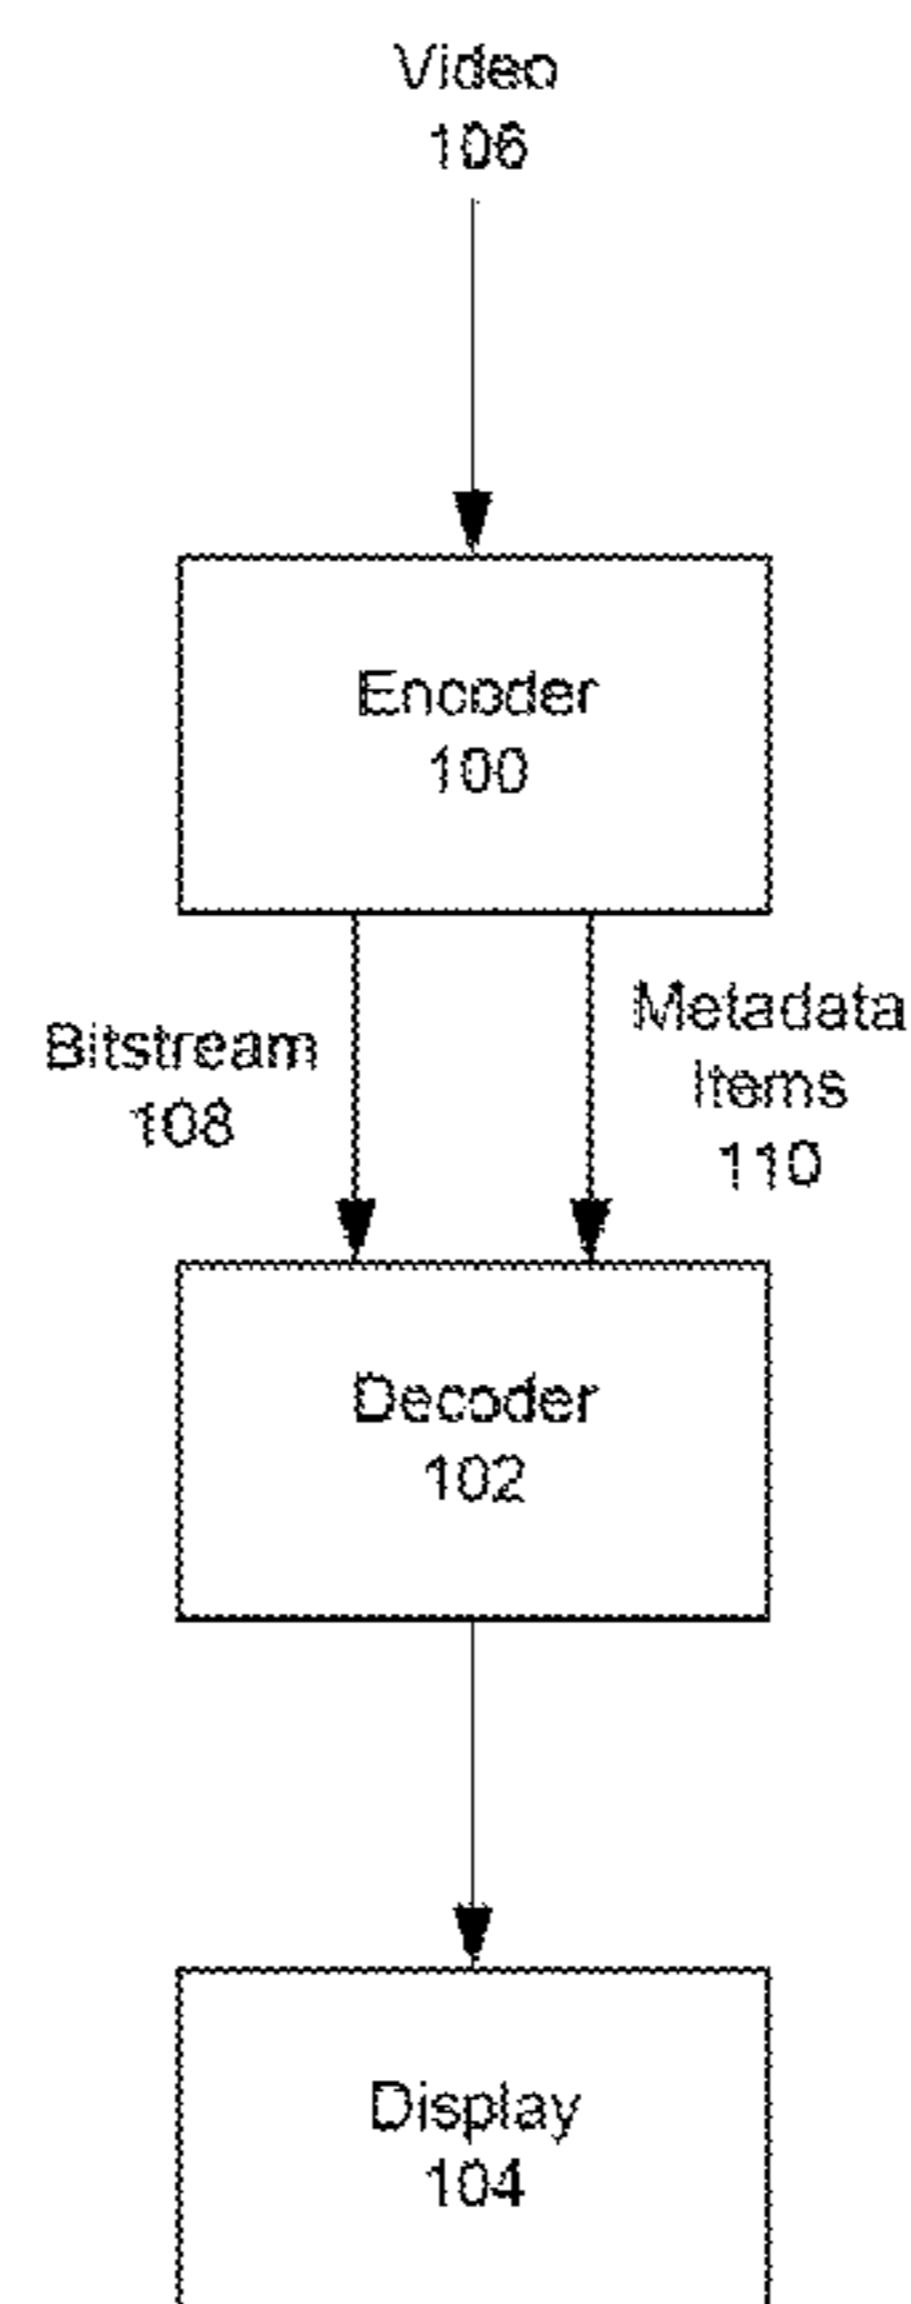 Video
106
Encoder
100
Bitstream
108
Metadata
Items
110
Decoder
102
Display
104